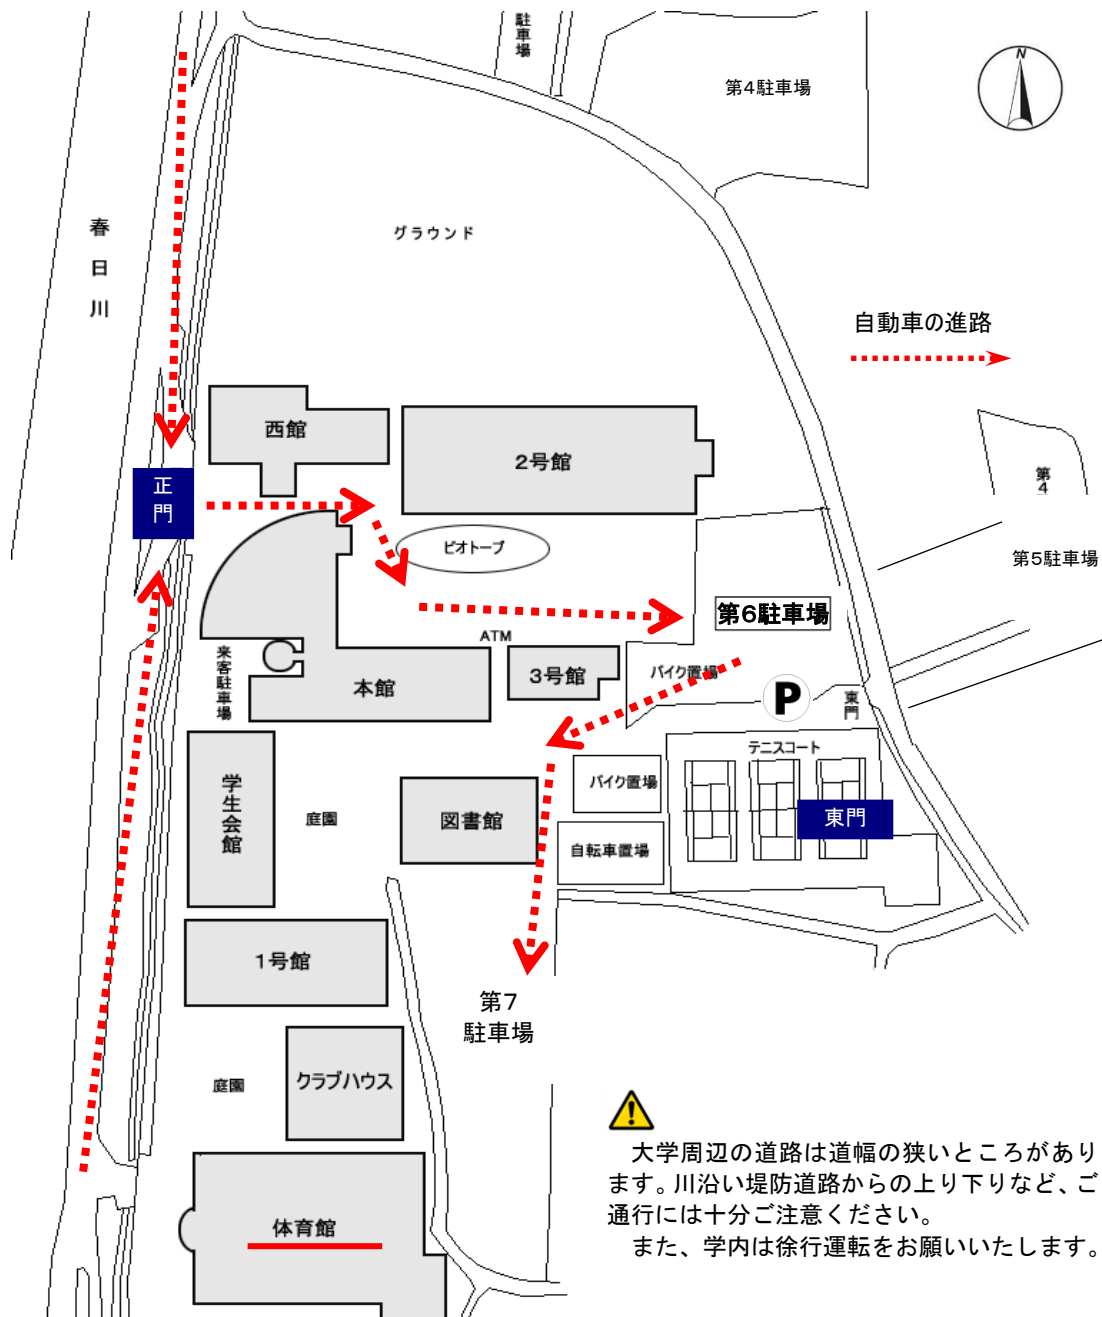 駐車場
第4駐車場
N
春日川
グラウンド
自動車の進路
西館
2号館
第4
正門
ビオトープ
第5駐車場
第6駐車場
ATM
来客駐車場
本館
3号館
バイク置場
P
東門
テニスコート
学生会館
庭園
図書館
バイク置場
東門
自転車置場
1号館
第7
駐車場
庭園
クラブハウス
体育館
大学周辺の道路は道幅の狭いところがあり
ます。川沿い堤防道路からの上り下りなど、ご
通行には十分ご注意ください。
また、学内は徐行運転をお願いいたします。